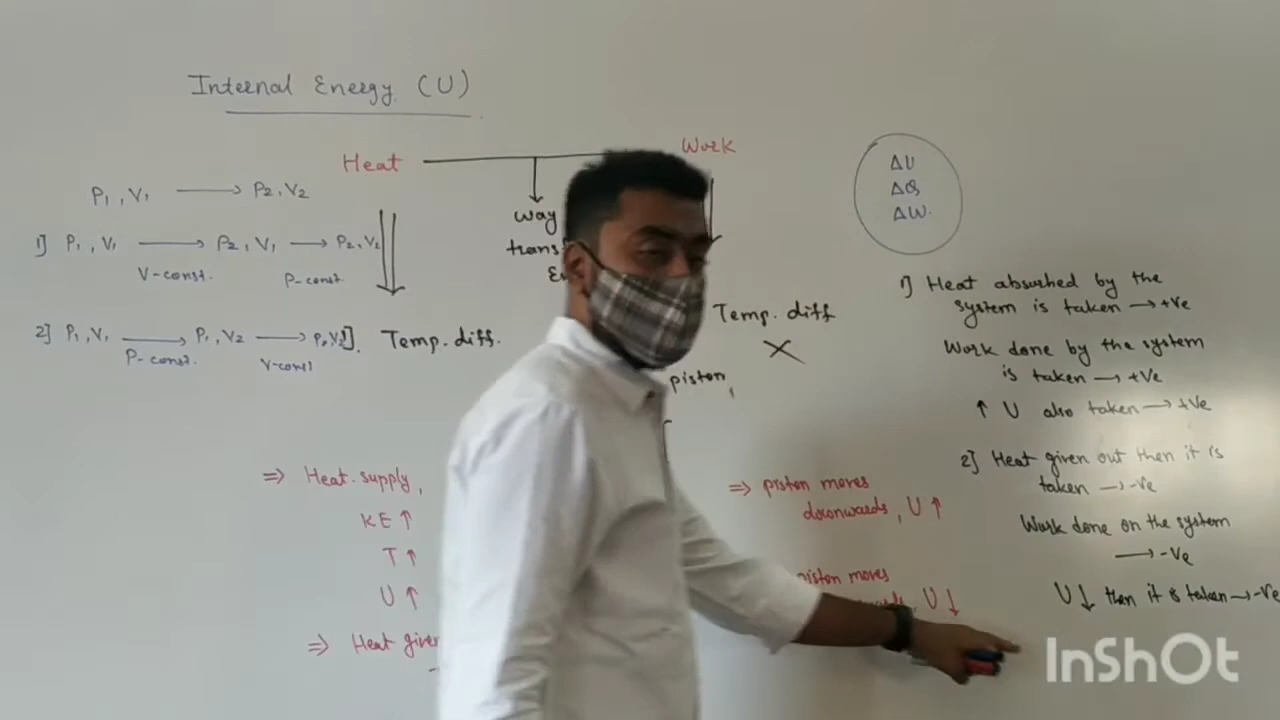 Internal Energy (U)
Heat
Work
P₁, V₁ → P₂, V₂
1] P₁, V₁ → P₂, V₁ → P₂, V₂
V-const. P-const
2] P₁, V₁ → P₁, V₂ → P₂, V₂
P-const. V-const
way
1]. Temp. diff.
Temp. diff
×
piston,
⇒ Heat supply,
KE ↑
T ↑
U ↑
⇒ Heat
⇒ piston moves
downwards, U ↑
piston moves
U ↓
ΔU
ΔQ
ΔW.
1] Heat absurbed by the
system is taken → +ve
Work done by the system
is taken → +ve
↑ U also taken → +ve
2] Heat given out then it is
taken → -ve
Work done on the system
→ -ve
U ↓ then it is taken → -ve
InShOt